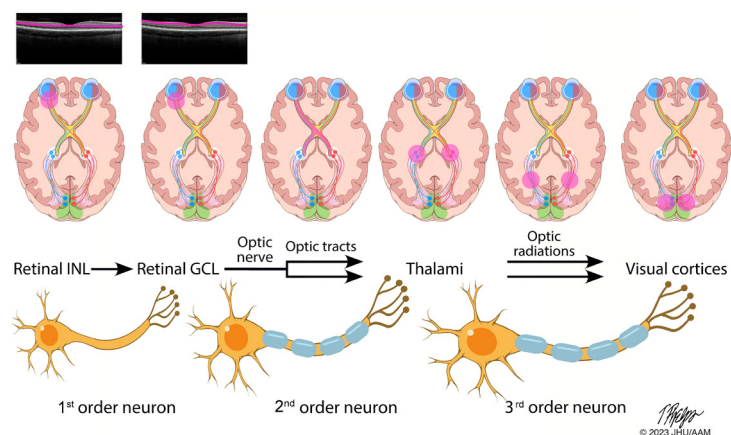 Optic
nerve
Optic tracts
Optic
radiations
Retinal INL
Retinal GCL
Thalami
Visual cortices
1st order neuron
2nd order neuron
3rd order neuron
© 2023 JHU/AAM